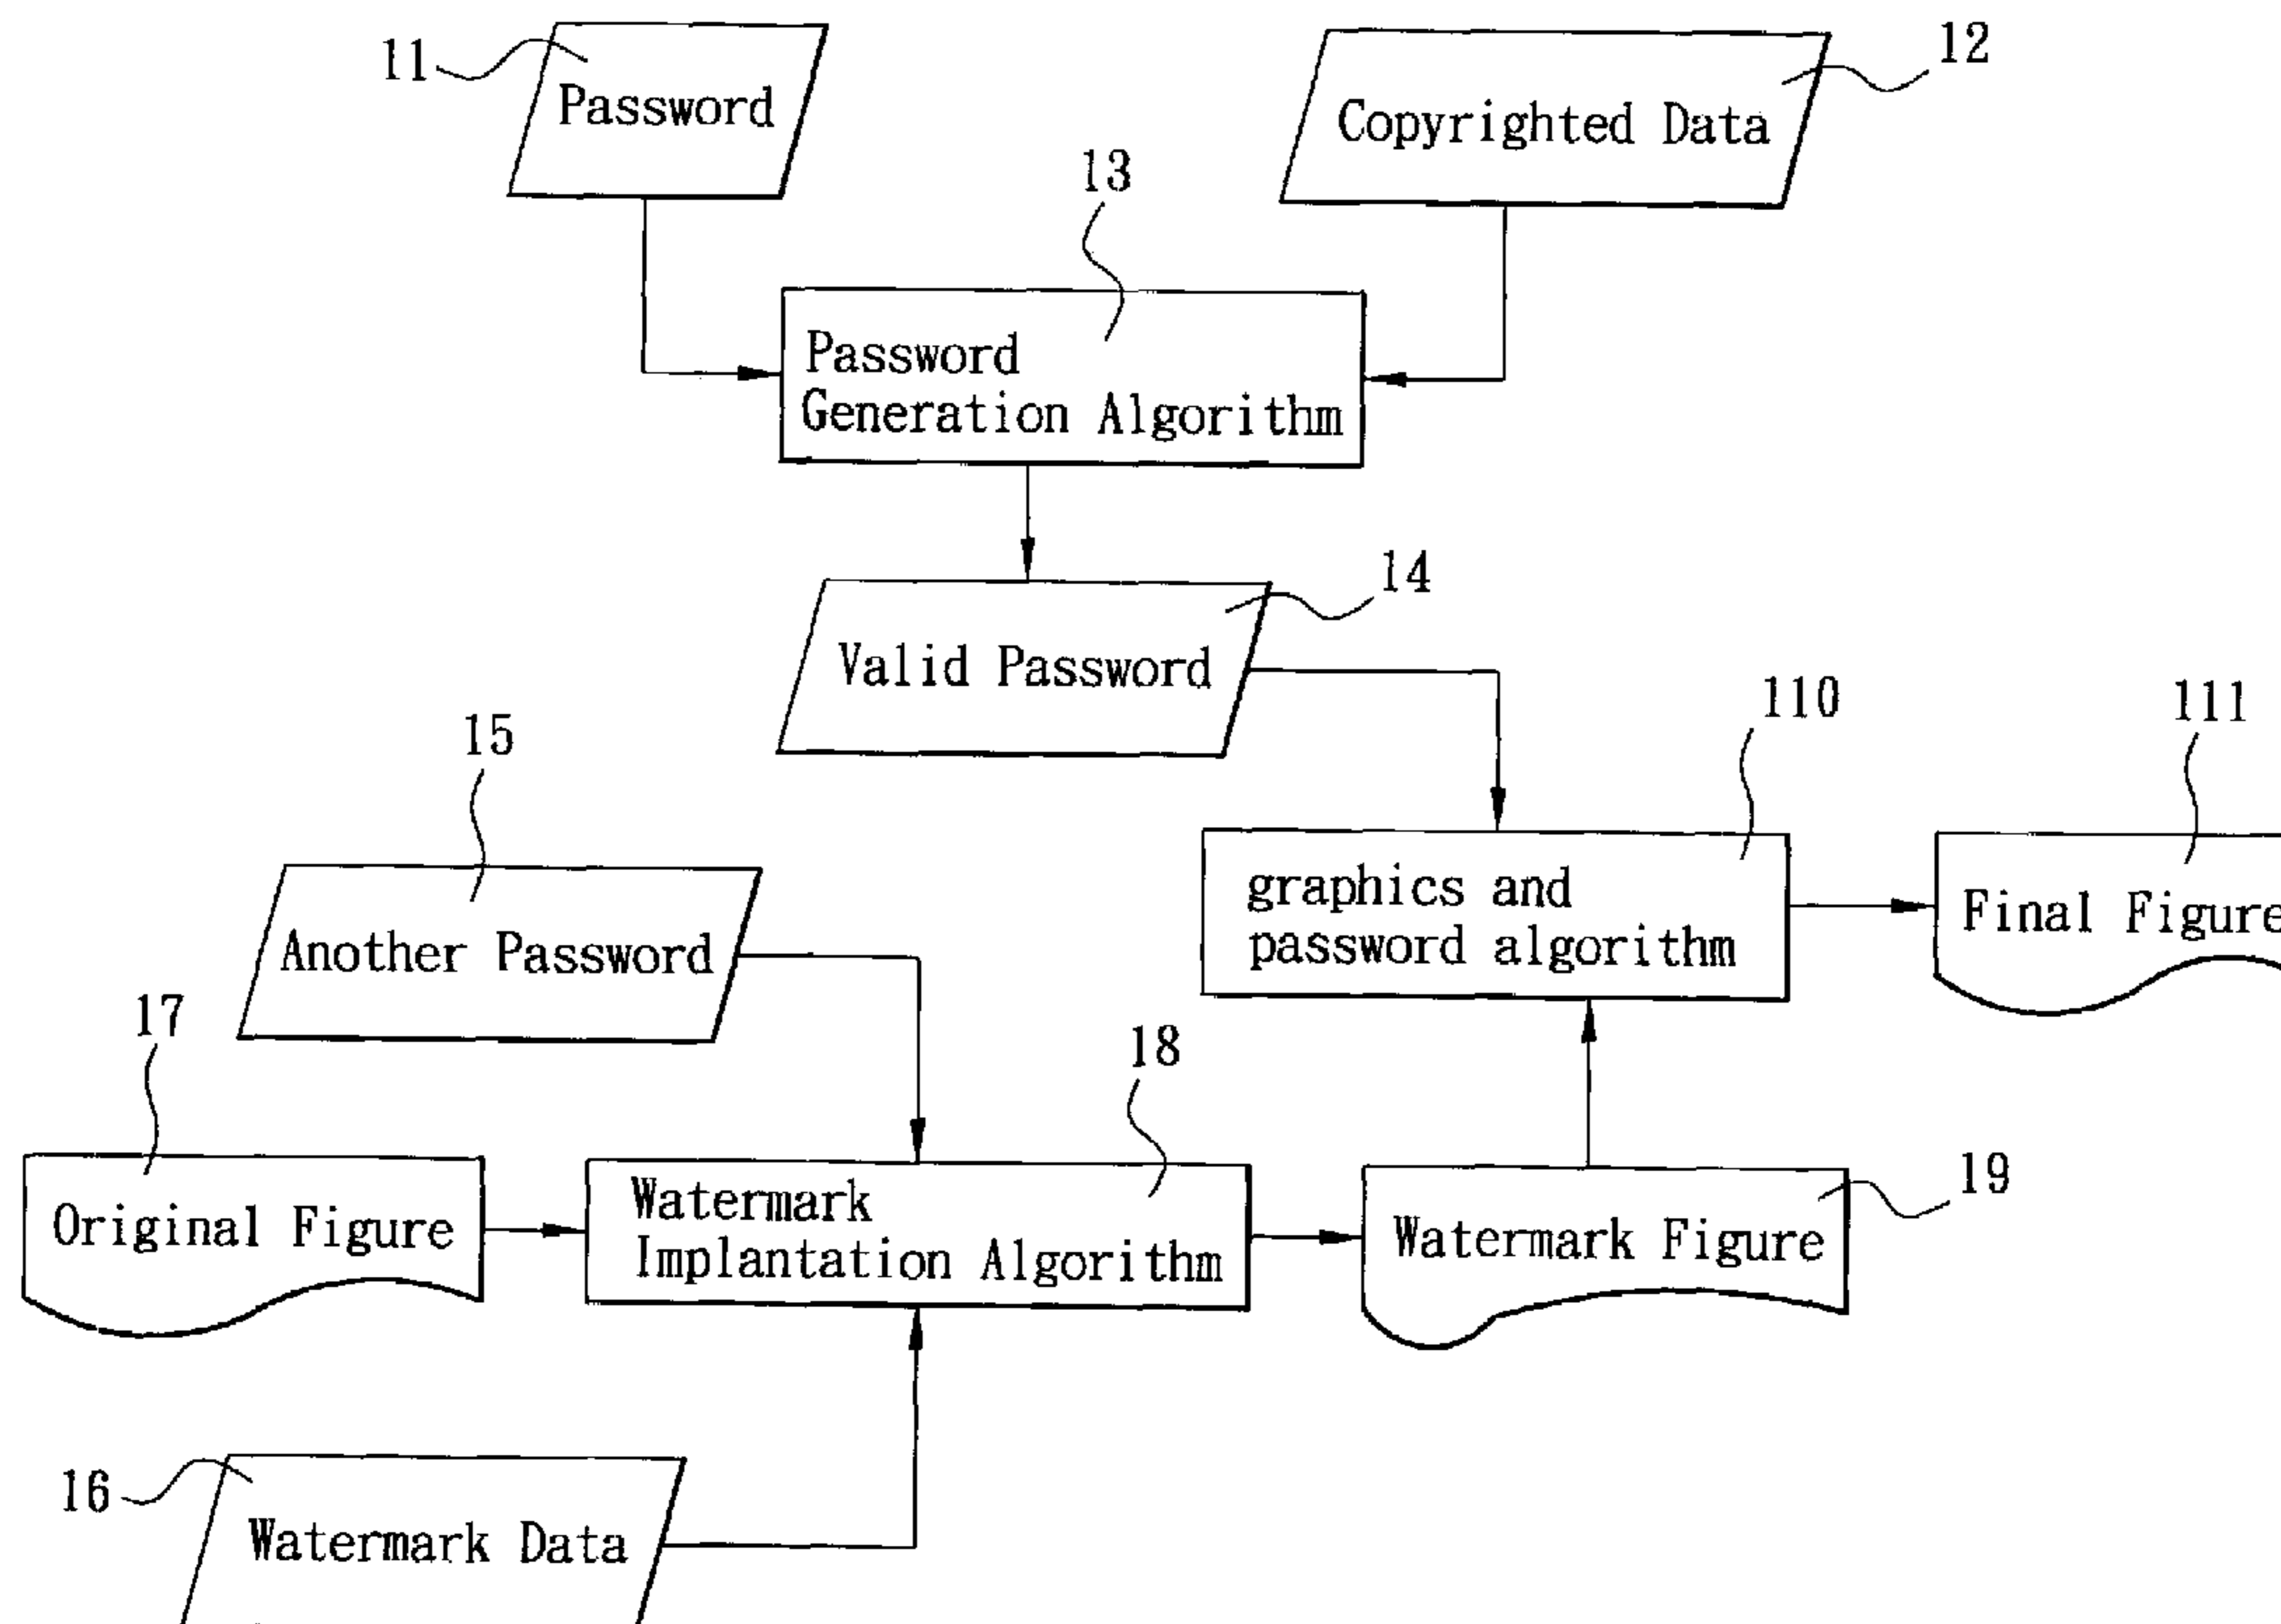 11
Password
12
Copyrighted Data
13
Password
Generation Algorithm
14
Valid Password
15
Another Password
110
graphics and
password algorithm
111
Final Figure
17
Original Figure
18
Watermark
Implantation Algorithm
19
Watermark Figure
16
Watermark Data